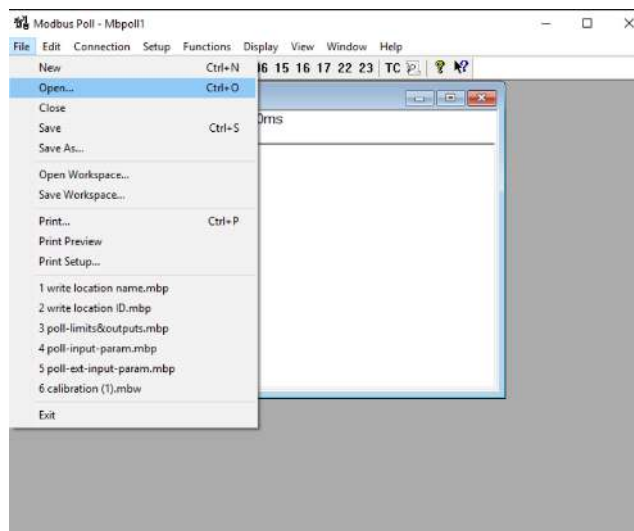 Modbus Poll - Mbpoll1
File Edit Connection Setup Functions Display View Window Help
New Ctrl+N 16 15 16 17 22 23 TC
Open... Ctrl+O
Close
0ms
Save Ctrl+S
Save As...
Open Workspace...
Save Workspace...
Print... Ctrl+P
Print Preview
Print Setup...
1 write location name.mbp
2 write location ID.mbp
3 poll-limits&outputs.mbp
4 poll-input-param.mbp
5 poll-ext-input-param.mbp
6 calibration (1).mbw
Exit